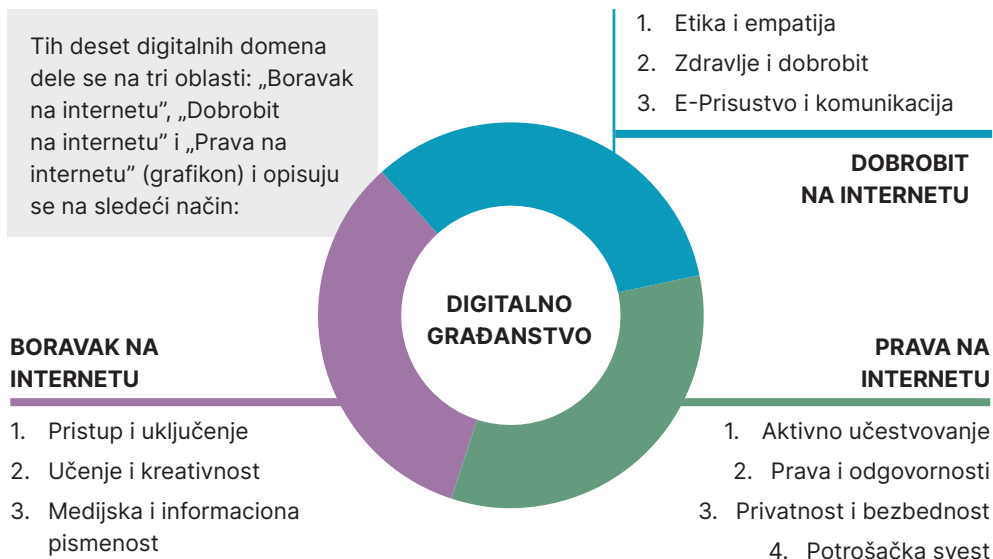 Tih deset digitalnih domena
dele se na tri oblasti: „Boravak
na internetu”, „Dobrobit
na internetu” i „Prava na
internetu” (grafikon) i opisuju
se na sledeći način:
1. Etika i empatija
2. Zdravlje i dobrobit
3. E-Prisustvo i komunikacija
DOBROBIT
NA INTERNETU
DIGITALNO
GRAĐANSTVO
BORAVAK NA
INTERNETU
1. Pristup i uključenje
2. Učenje i kreativnost
3. Medijska i informaciona
pismenost
PRAVA NA
INTERNETU
1. Aktivno učestvovanje
2. Prava i odgovornosti
3. Privatnost i bezbednost
4. Potrošačka svest